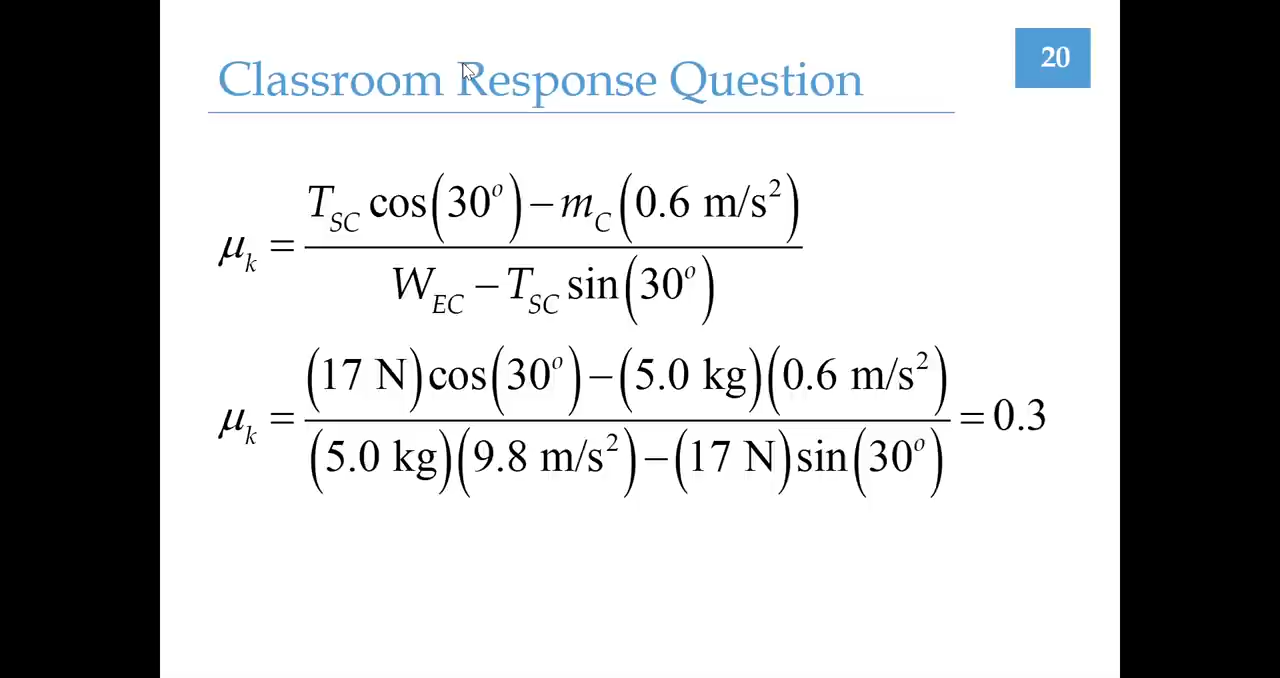 Classroom Response Question
20
μ_k = (T_SC cos(30°) − m_C(0.6 m/s²)) / (W_EC − T_SC sin(30°))
μ_k = ((17 N)cos(30°) − (5.0 kg)(0.6 m/s²)) / ((5.0 kg)(9.8 m/s²) − (17 N)sin(30°)) = 0.3